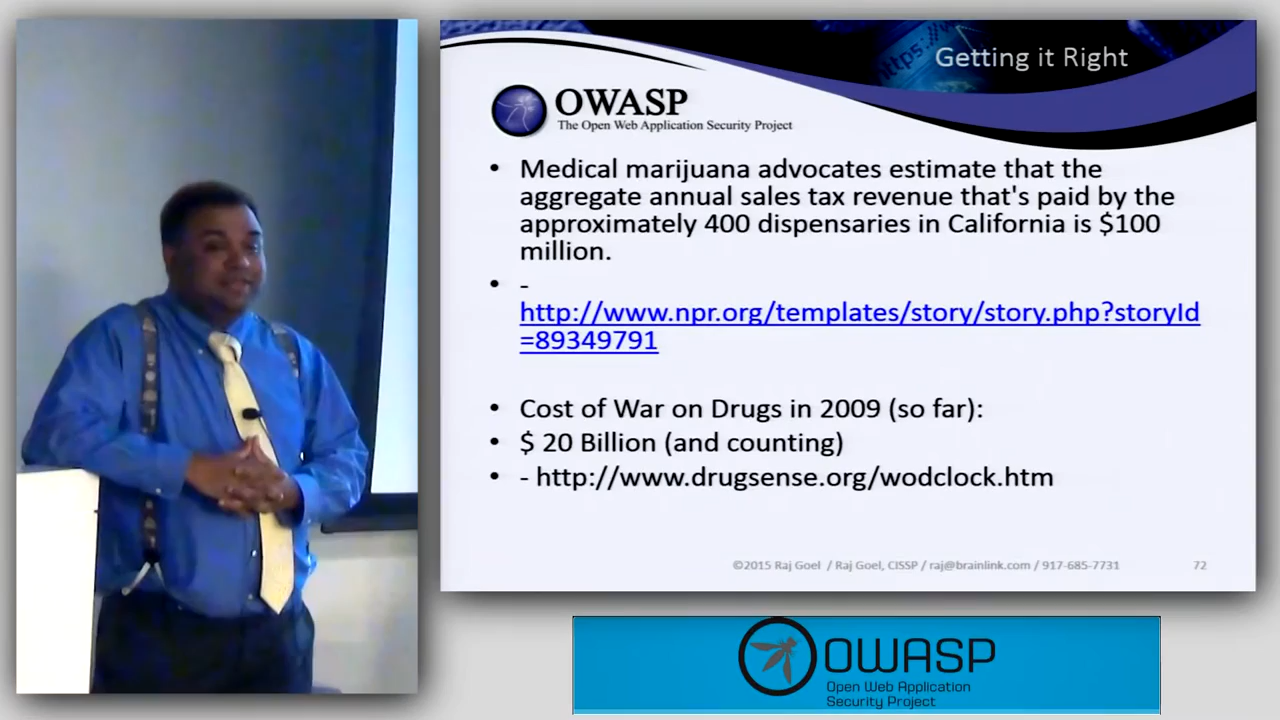 Getting it Right
OWASP
The Open Web Application Security Project
• Medical marijuana advocates estimate that the
aggregate annual sales tax revenue that's paid by the
approximately 400 dispensaries in California is $100
million.
• -
http://www.npr.org/templates/story/story.php?storyId
=89349791
• Cost of War on Drugs in 2009 (so far):
• $ 20 Billion (and counting)
• - http://www.drugsense.org/wodclock.htm
©2015 Raj Goel / Raj Goel, CISSP / raj@brainlink.com / 917-685-7731 72
OWASP
Open Web Application
Security Project